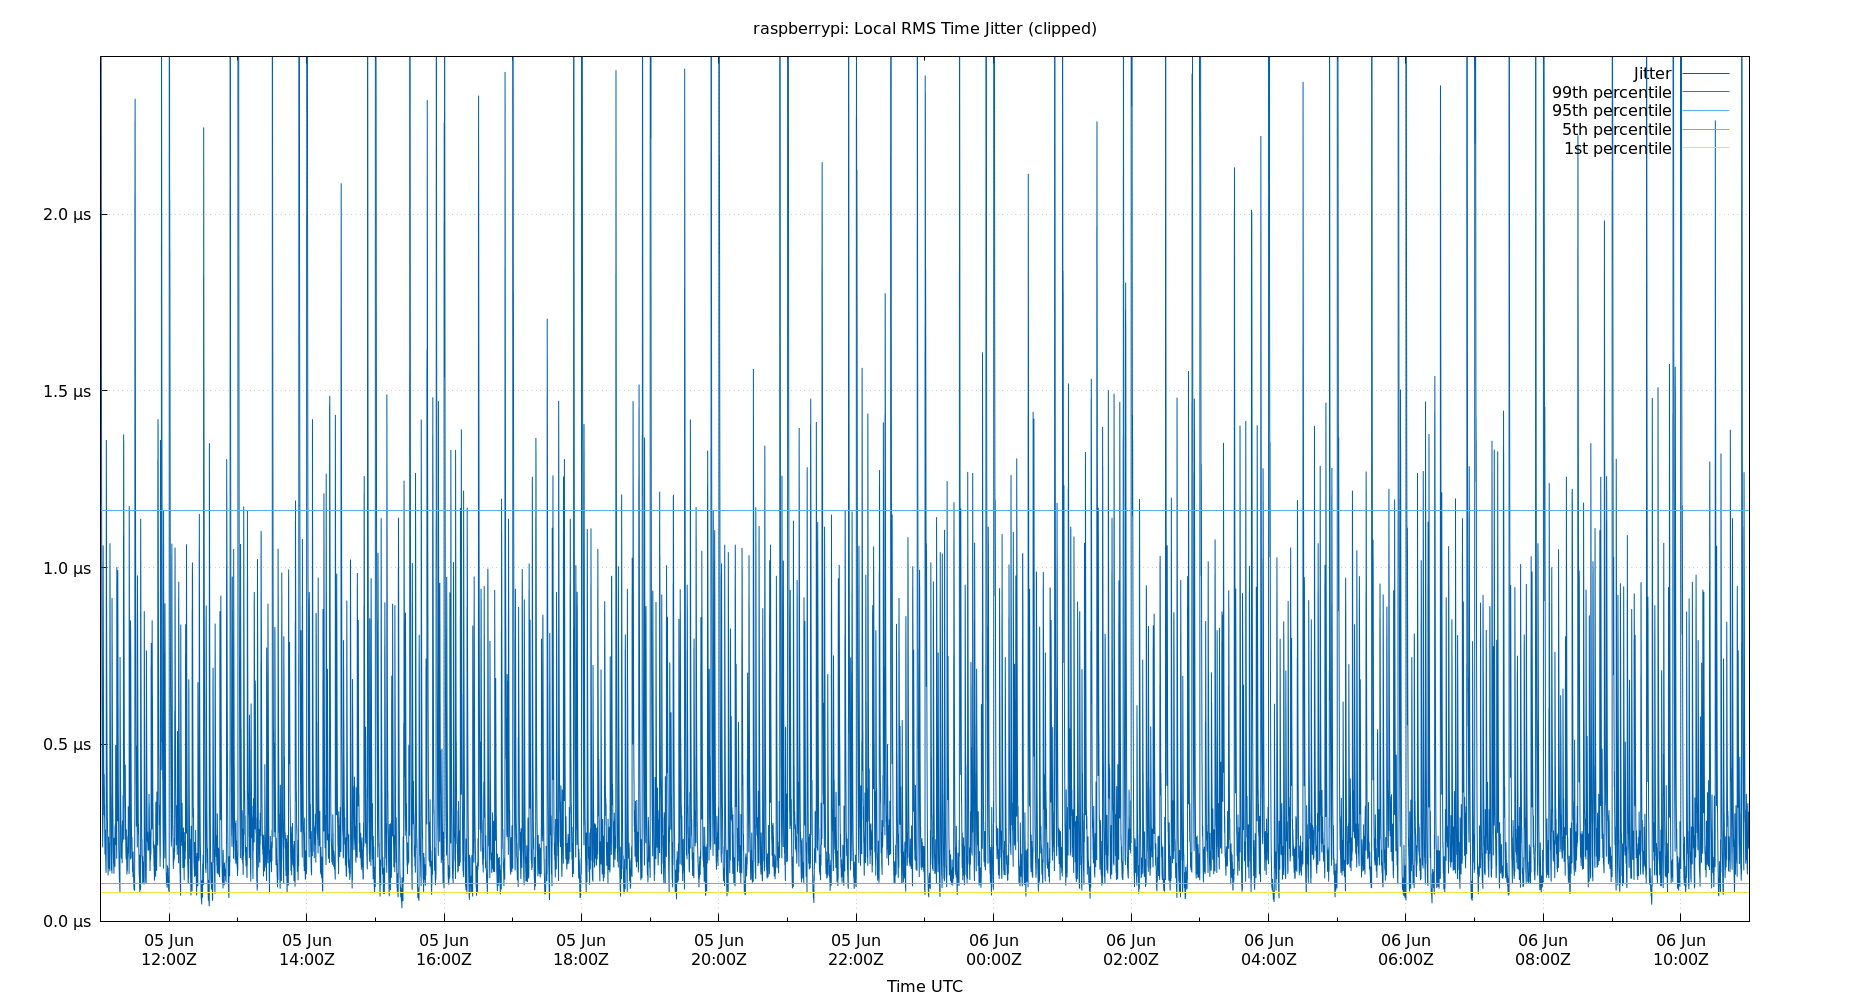 raspberrypi: Local RMS Time Jitter (clipped)
Jitter
99th percentile
95th percentile
5th percentile
1st percentile
2.0 μs
1.5 μs
1.0 μs
0.5 μs
0.0 μs
05 Jun 05 Jun 05 Jun 05 Jun 05 Jun 05 Jun 06 Jun 06 Jun 06 Jun 06 Jun 06 Jun 06 Jun
12:00Z 14:00Z 16:00Z 18:00Z 20:00Z 22:00Z 00:00Z 02:00Z 04:00Z 06:00Z 08:00Z 10:00Z
Time UTC